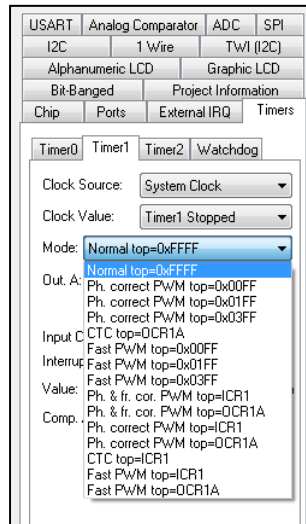 USART Analog Comparator ADC SPI
I2C 1 Wire TWI (I2C)
Alphanumeric LCD Graphic LCD
Bit-Banged Project Information
Chip Ports External IRQ Timers
Timer0 Timer1 Timer2 Watchdog
Clock Source: System Clock
Clock Value: Timer1 Stopped
Mode: Normal top=0xFFFF
Normal top=0xFFFF
Out. A: Ph. correct PWM top=0x00FF
Ph. correct PWM top=0x01FF
Ph. correct PWM top=0x03FF
Input C CTC top=OCR1A
Interrup Fast PWM top=0x00FF
Fast PWM top=0x01FF
Value: Fast PWM top=0x03FF
Ph. & fr. cor. PWM top=ICR1
Comp. Ph. & fr. cor. PWM top=OCR1A
Ph. correct PWM top=ICR1
Ph. correct PWM top=OCR1A
CTC top=ICR1
Fast PWM top=ICR1
Fast PWM top=OCR1A